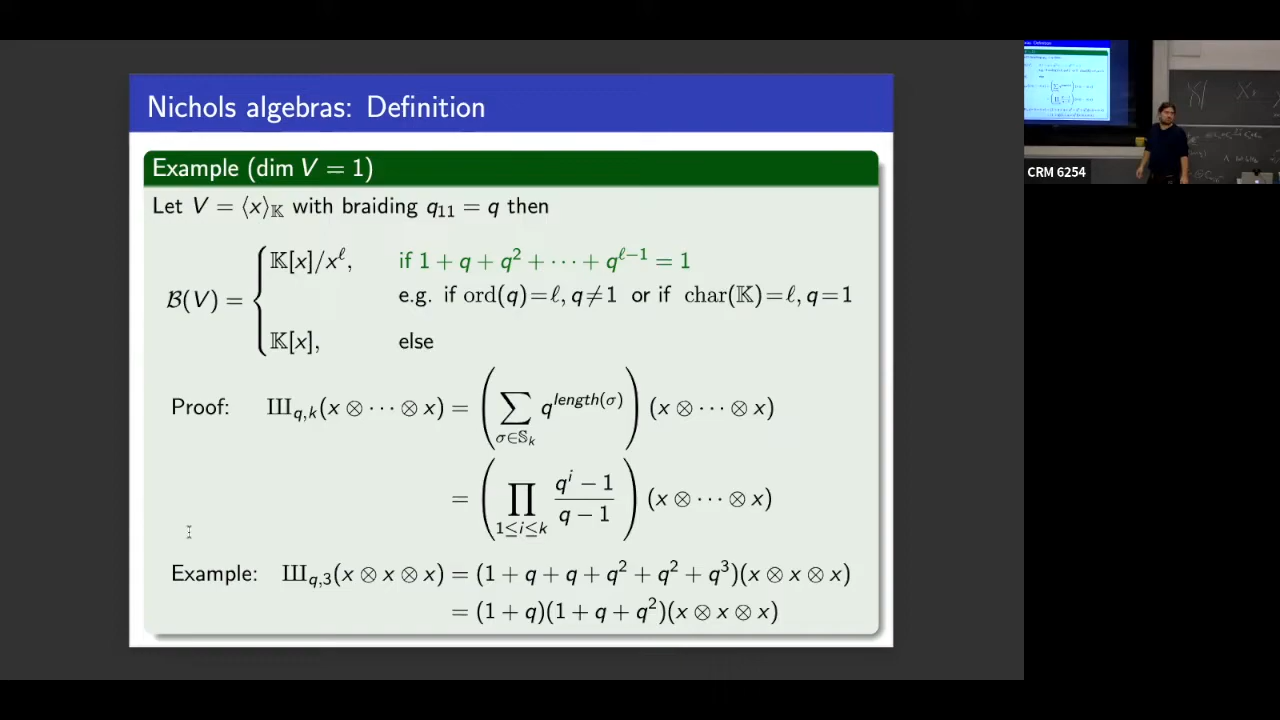 Nichols algebras: Definition
Example (dim V = 1)
Let V = ⟨x⟩_𝕂 with braiding q₁₁ = q then
ℬ(V) = { 𝕂[x]/x^ℓ, if 1 + q + q² + ⋯ + q^{ℓ−1} = 1
e.g. if ord(q)=ℓ, q≠1 or if char(𝕂)=ℓ, q=1
𝕂[x], else
Proof: Ш_{q,k}(x ⊗ ⋯ ⊗ x) = ( ∑_{σ∈𝕊_k} q^{length(σ)} ) (x ⊗ ⋯ ⊗ x)
= ( ∏_{1≤i≤k} (q^i − 1)/(q − 1) ) (x ⊗ ⋯ ⊗ x)
Example: Ш_{q,3}(x ⊗ x ⊗ x) = (1 + q + q + q² + q² + q³)(x ⊗ x ⊗ x)
= (1 + q)(1 + q + q²)(x ⊗ x ⊗ x)
CRM 6254